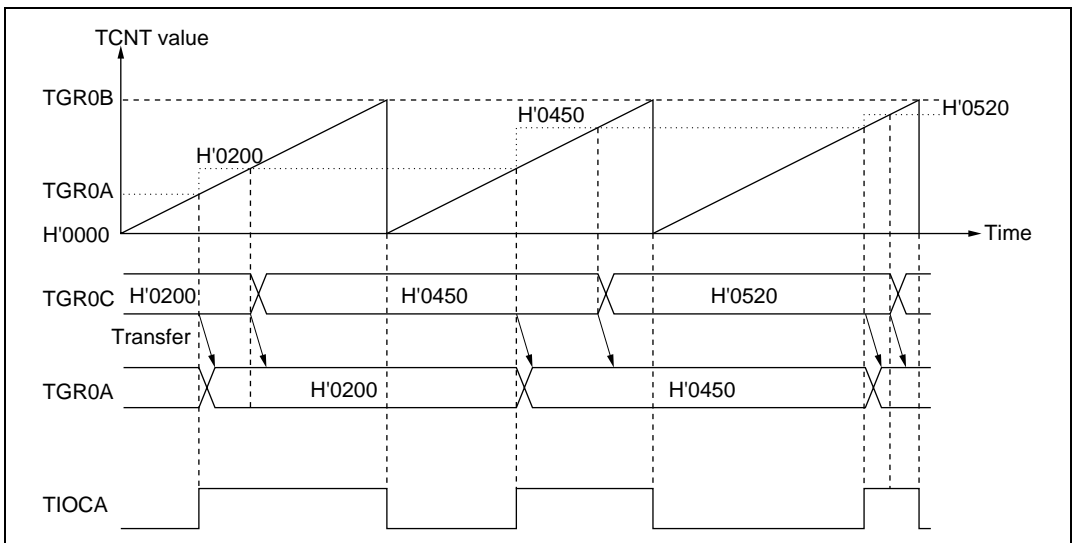 TCNT value
TGR0B
H'0520
H'0450
H'0200
TGR0A
H'0000
Time
TGR0C
H'0200
H'0450
H'0520
Transfer
TGR0A
H'0200
H'0450
TIOCA